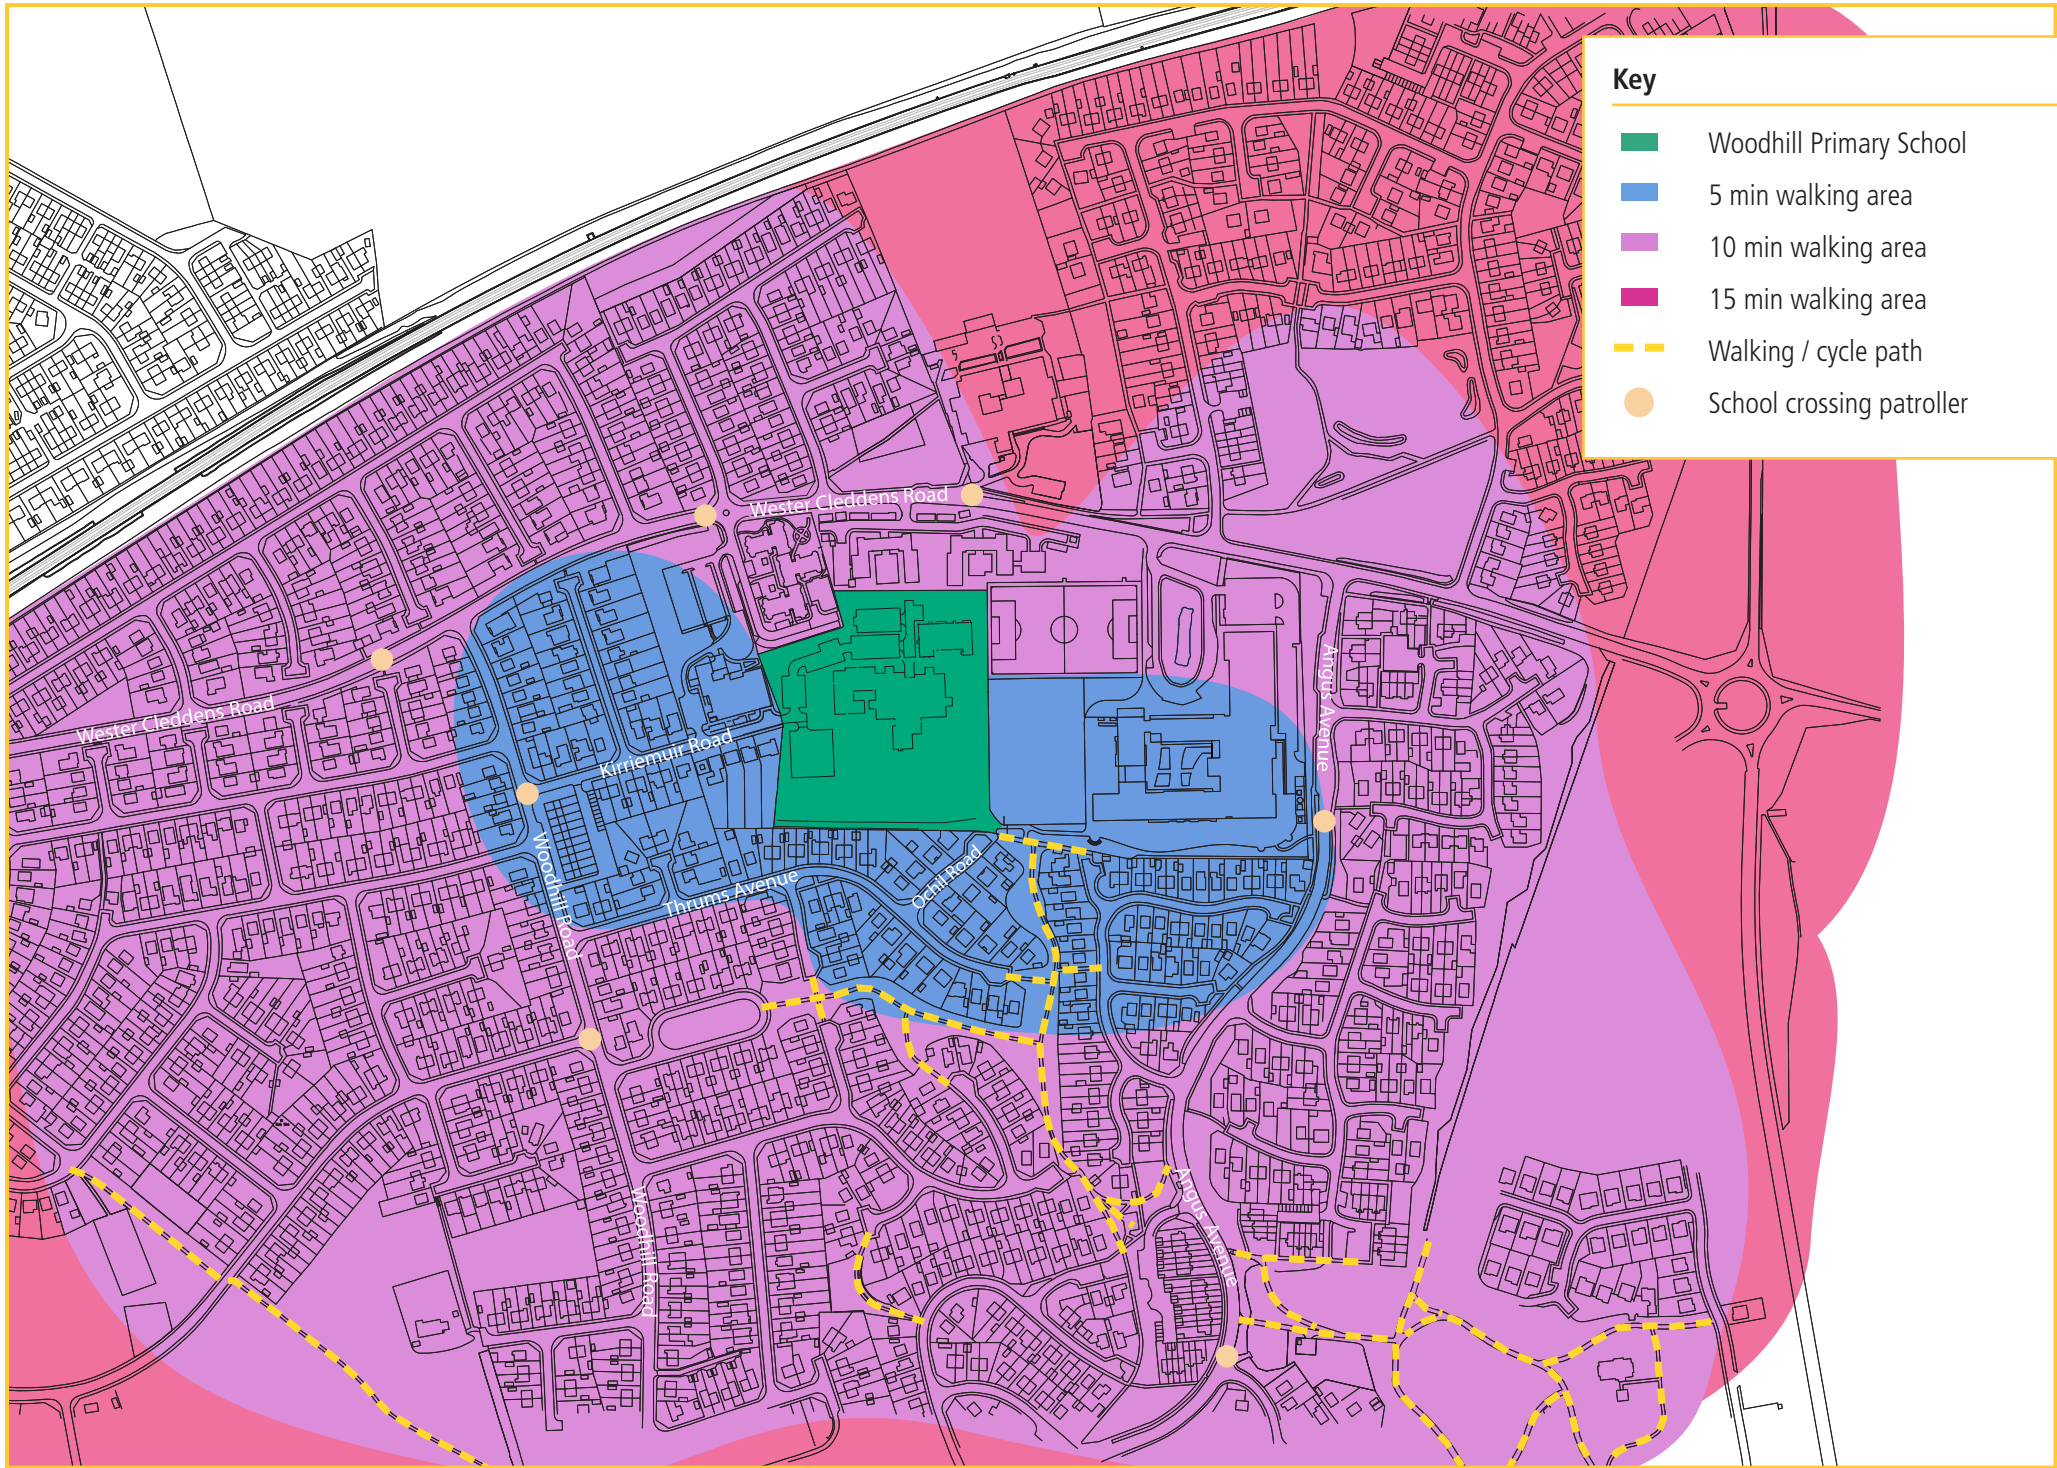 Key
Woodhill Primary School
5 min walking area
10 min walking area
15 min walking area
Walking / cycle path
School crossing patroller
Wester Cleddens Road
Angus Avenue
Wester Cleddens Road
Kirriemuir Road
Woodhill Road
Thrums Avenue
Ochil Road
Woodhill Road
Angus Avenue